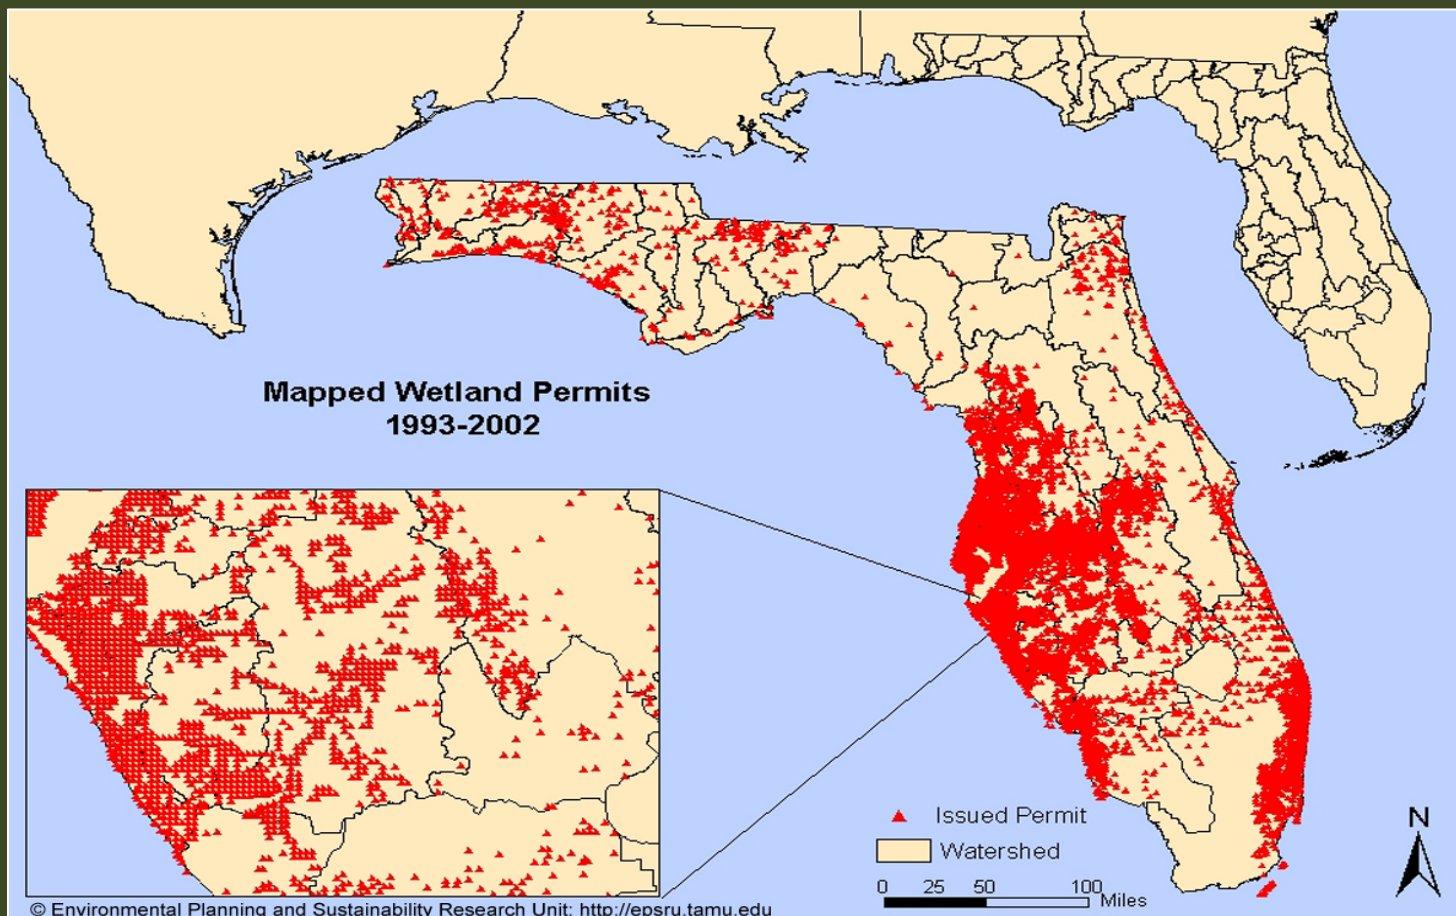 Mapped Wetland Permits
1993-2002
Issued Permit
Watershed
N
0 25 50 100
Miles
© Environmental Planning and Sustainability Research Unit: http://epsru.tamu.edu